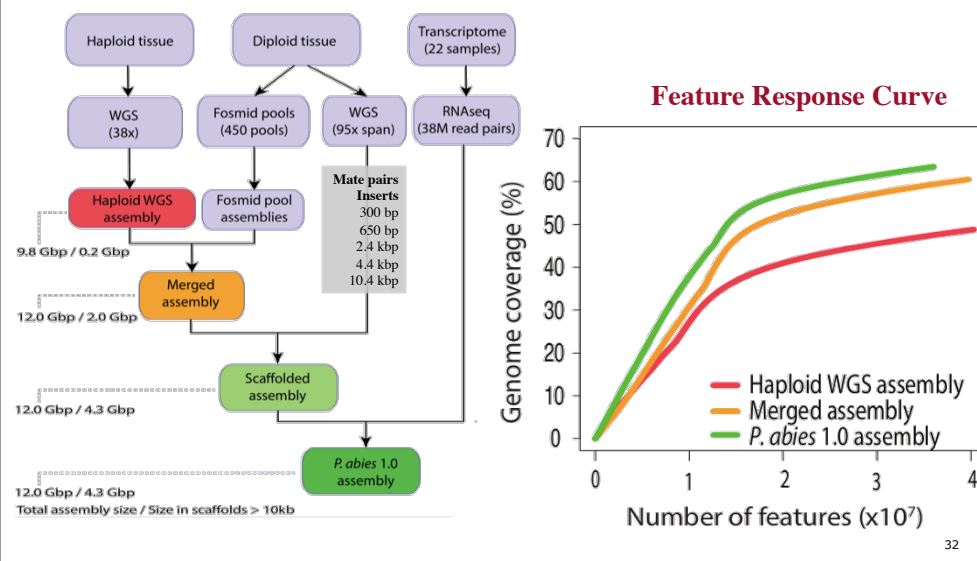 Haploid tissue
Diploid tissue
Transcriptome
(22 samples)
WGS
(38x)
Fosmid pools
(450 pools)
WGS
(95x span)
RNAseq
(38M read pairs)
Mate pairs
Inserts
300 bp
650 bp
2.4 kbp
4.4 kbp
10.4 kbp
Haploid WGS
assembly
Fosmid pool
assemblies
9.8 Gbp / 0.2 Gbp
Merged
assembly
12.0 Gbp / 2.0 Gbp
Scaffolded
assembly
12.0 Gbp / 4.3 Gbp
P. abies 1.0
assembly
12.0 Gbp / 4.3 Gbp
Total assembly size / Size in scaffolds > 10kb
Feature Response Curve
Genome coverage (%)
70
60
50
40
30
20
10
0
Haploid WGS assembly
Merged assembly
P. abies 1.0 assembly
0 1 2 3 4
Number of features (x10⁷)
32